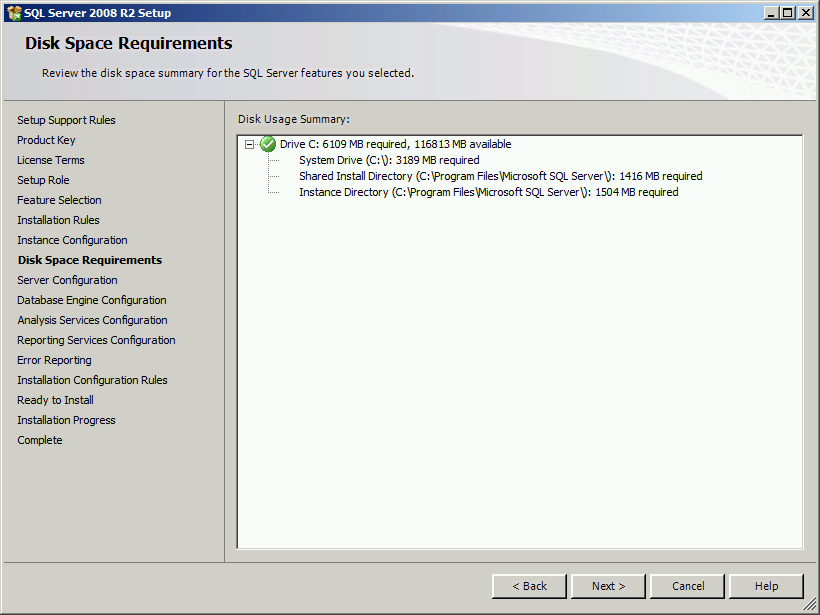 SQL Server 2008 R2 Setup
Disk Space Requirements
Review the disk space summary for the SQL Server features you selected.
Setup Support Rules
Product Key
License Terms
Setup Role
Feature Selection
Installation Rules
Instance Configuration
Disk Space Requirements
Server Configuration
Database Engine Configuration
Analysis Services Configuration
Reporting Services Configuration
Error Reporting
Installation Configuration Rules
Ready to Install
Installation Progress
Complete
Disk Usage Summary:
Drive C: 6109 MB required, 116813 MB available
System Drive (C:\): 3189 MB required
Shared Install Directory (C:\Program Files\Microsoft SQL Server\): 1416 MB required
Instance Directory (C:\Program Files\Microsoft SQL Server\): 1504 MB required
< Back
Next >
Cancel
Help